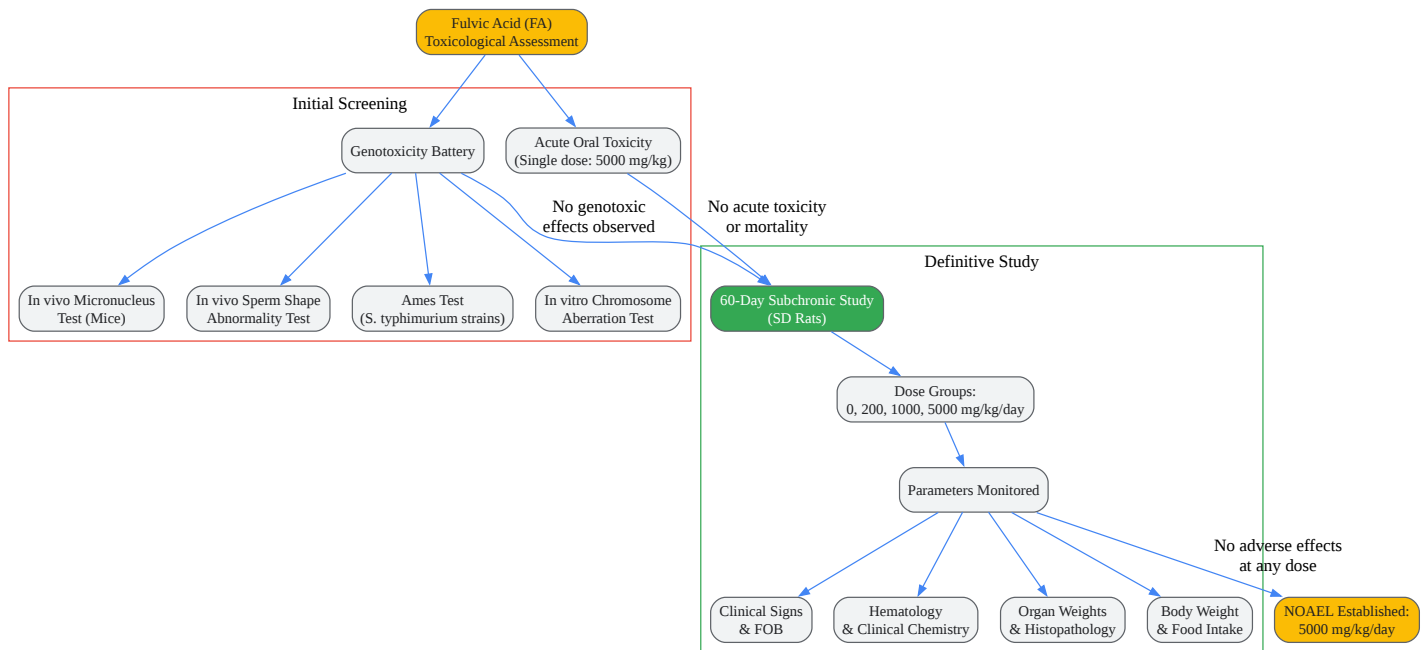 Fulvic Acid (FA)
Toxicological Assessment
Initial Screening
Genotoxicity Battery
Acute Oral Toxicity
(Single dose: 5000 mg/kg)
No genotoxic
effects observed
No acute toxicity
or mortality
In vivo Micronucleus
Test (Mice)
In vivo Sperm Shape
Abnormality Test
Ames Test
(S. typhimurium strains)
In vitro Chromosome
Aberration Test
Definitive Study
60-Day Subchronic Study
(SD Rats)
Dose Groups:
0, 200, 1000, 5000 mg/kg/day
Parameters Monitored
No adverse effects
at any dose
Clinical Signs
& FOB
Hematology
& Clinical Chemistry
Organ Weights
& Histopathology
Body Weight
& Food Intake
NOAEL Established:
5000 mg/kg/day